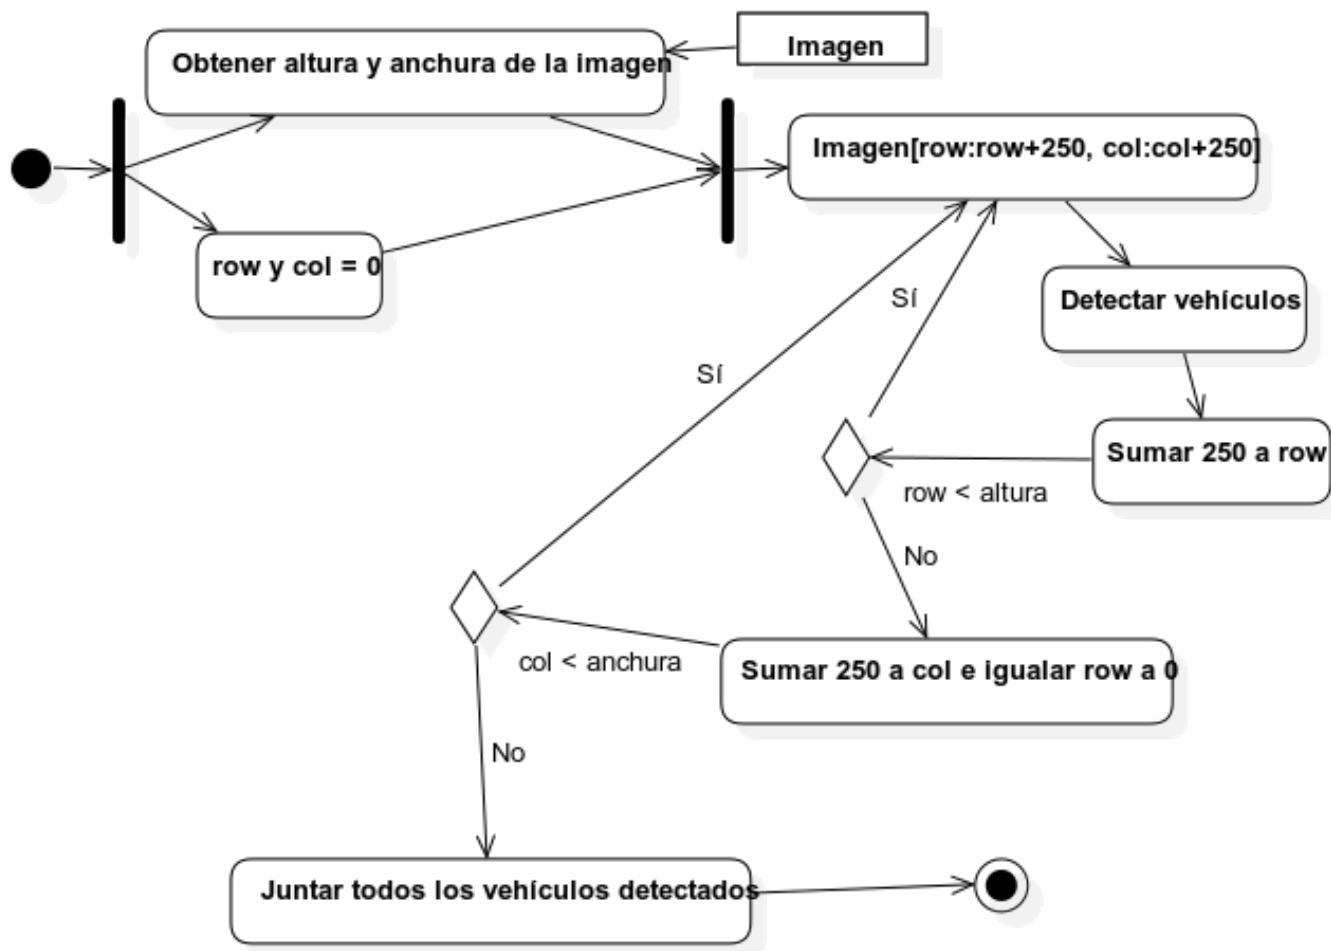 Imagen
Obtener altura y anchura de la imagen
Imagen[row:row+250, col:col+250]
row y col = 0
Detectar vehículos
Sí
Sí
Sumar 250 a row
row < altura
No
col < anchura
Sumar 250 a col e igualar row a 0
No
Juntar todos los vehículos detectados